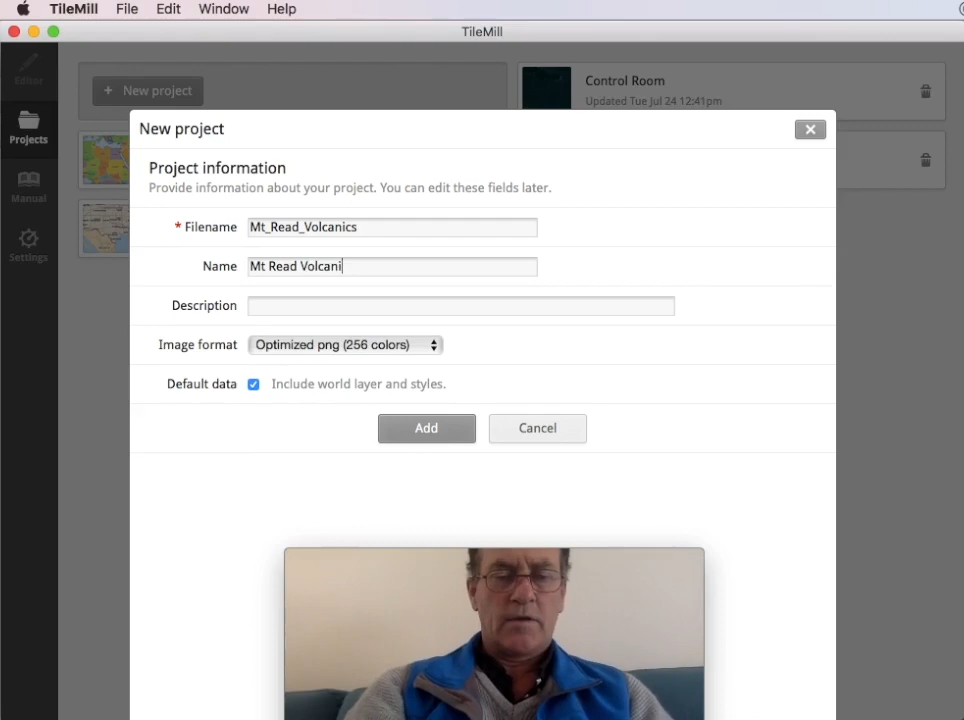 TileMill File Edit Window Help
TileMill
Editor
+ New project
Control Room
Updated Tue Jul 24 12:41pm
Projects
Manual
Settings
New project
Project information
Provide information about your project. You can edit these fields later.
* Filename Mt_Read_Volcanics
Name Mt Read Volcani
Description
Image format Optimized png (256 colors)
Default data Include world layer and styles.
Add Cancel